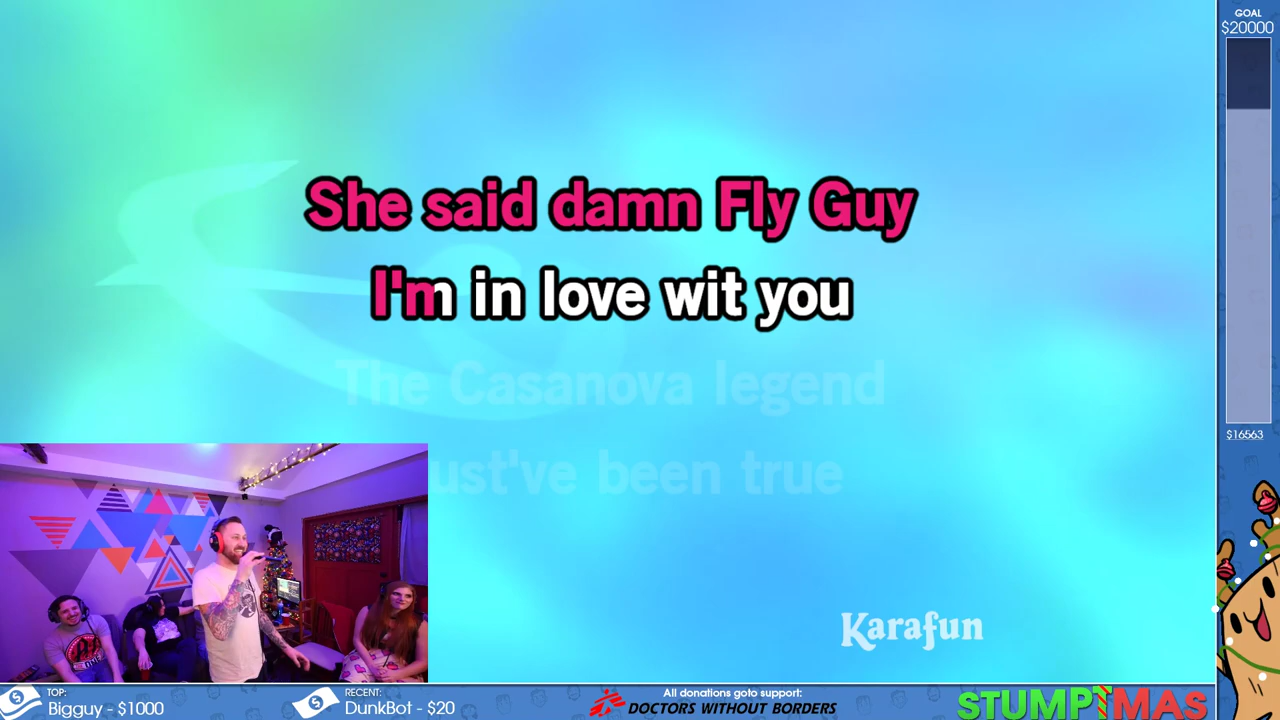 GOAL
$20000
She said damn Fly Guy
I'm in love wit you
The Casanova legend
ust've been true
$16563
Karafun
TOP:
Bigguy - $1000
RECENT:
DunkBot - $20
All donations goto support:
DOCTORS WITHOUT BORDERS
STUMPTMAS